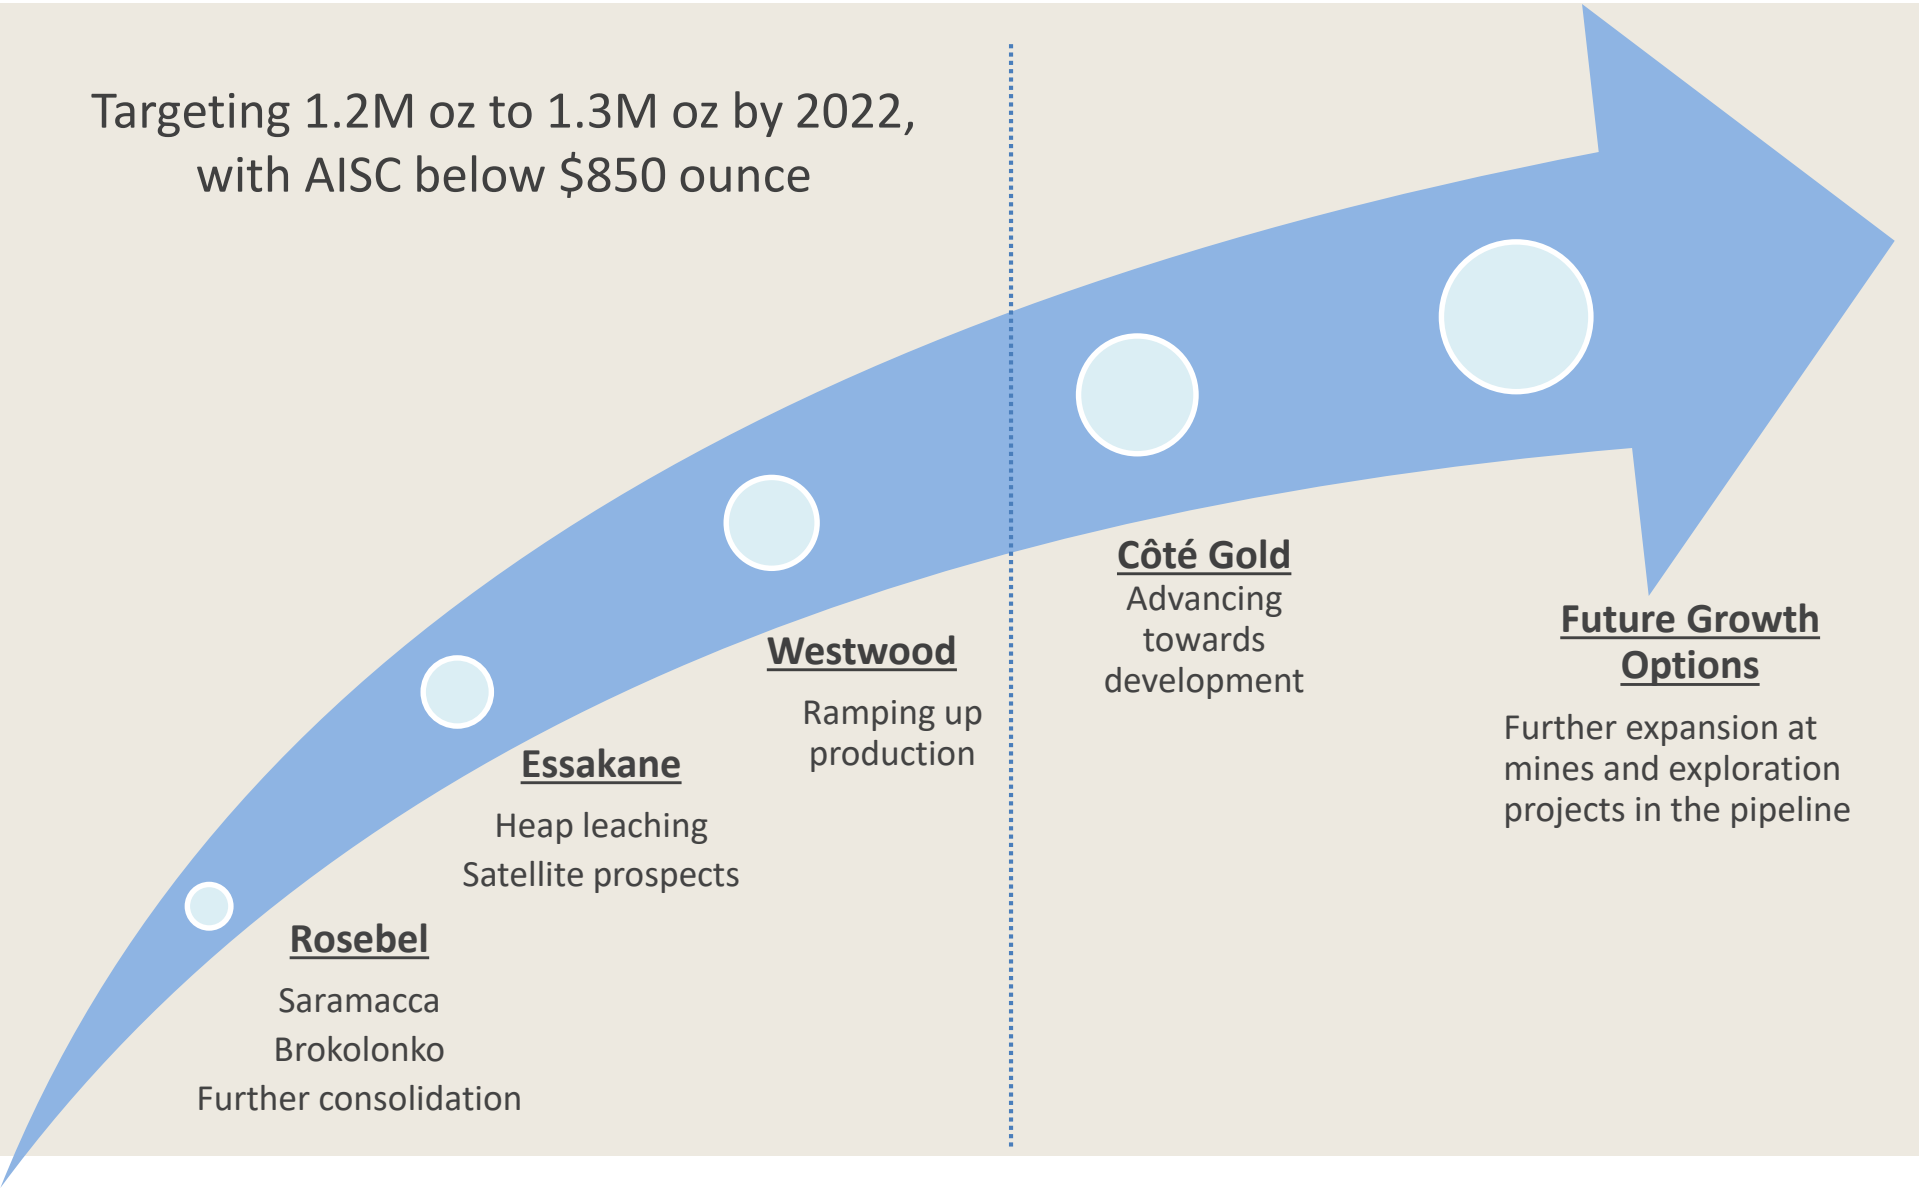 Targeting 1.2M oz to 1.3M oz by 2022,
with AISC below $850 ounce
Rosebel
Saramacca
Brokolonko
Further consolidation
Essakane
Heap leaching
Satellite prospects
Westwood
Ramping up
production
Côté Gold
Advancing
towards
development
Future Growth
Options
Further expansion at
mines and exploration
projects in the pipeline